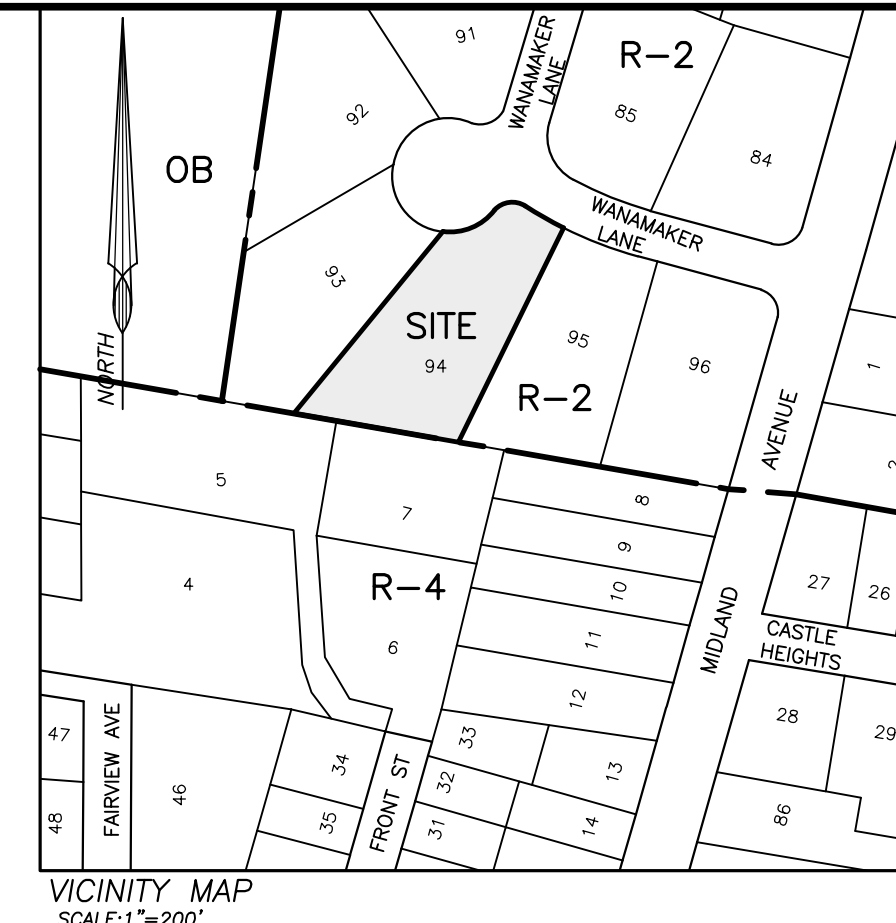 91
WANAMAKER
LANE
R-2
92
85
84
OB
WANAMAKER
LANE
93
SITE
94
95
96
R-2
NORTH
1
AVENUE
5
7
8
9
10
4
R-4
6
11
12
27
26
MIDLAND
CASTLE
HEIGHTS
47
FAIRVIEW AVE
46
48
34
35
FRONT ST
33
32
31
13
14
28
29
86
VICINITY MAP
SCALE:1"=200'